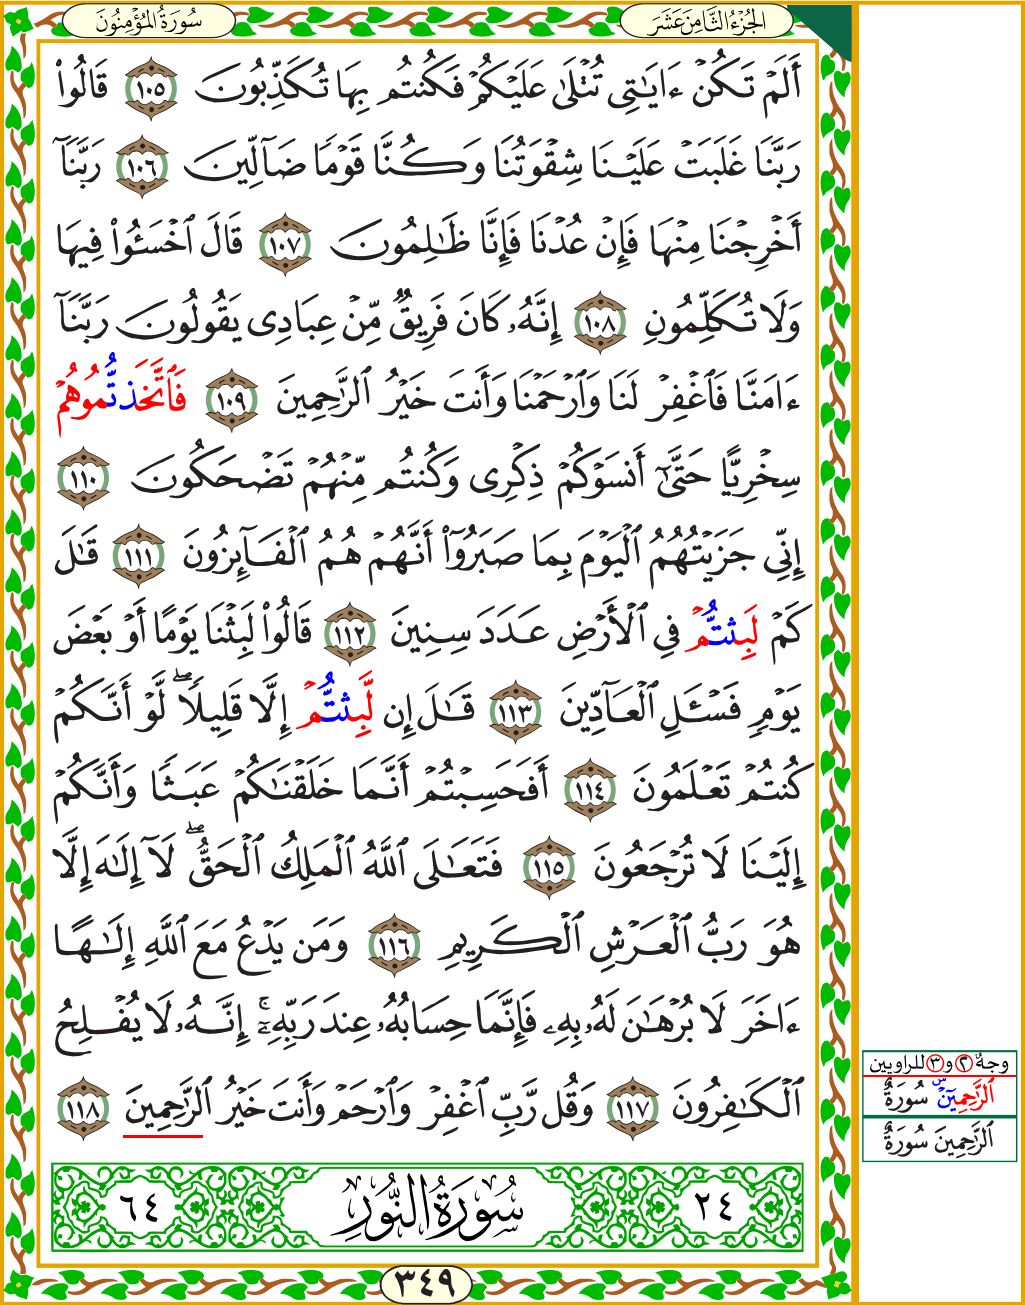 الجُزْءُ الثَّامِنَ عَشَرَ
سُورَةُ المُؤْمِنُونَ
أَلَمْ تَكُنْ ءَايَٰتِى تُتْلَىٰ عَلَيْكُمْ فَكُنتُم بِهَا تُكَذِّبُونَ ١٠٥ قَالُوا۟
رَبَّنَا غَلَبَتْ عَلَيْنَا شِقْوَتُنَا وَكُنَّا قَوْمًا ضَآلِّينَ ١٠٦ رَبَّنَآ
أَخْرِجْنَا مِنْهَا فَإِنْ عُدْنَا فَإِنَّا ظَٰلِمُونَ ١٠٧ قَالَ ٱخْسَـُٔوا۟ فِيهَا
وَلَا تُكَلِّمُونِ ١٠٨ إِنَّهُۥ كَانَ فَرِيقٌ مِّنْ عِبَادِى يَقُولُونَ رَبَّنَآ
ءَامَنَّا فَٱغْفِرْ لَنَا وَٱرْحَمْنَا وَأَنتَ خَيْرُ ٱلرَّٰحِمِينَ ١٠٩ فَٱتَّخَذتُّمُوهُمْ
سِخْرِيًّا حَتَّىٰٓ أَنسَوْكُمْ ذِكْرِى وَكُنتُم مِّنْهُمْ تَضْحَكُونَ ١١٠
إِنِّى جَزَيْتُهُمُ ٱلْيَوْمَ بِمَا صَبَرُوٓا۟ أَنَّهُمْ هُمُ ٱلْفَآئِزُونَ ١١١ قَٰلَ
كَمْ لَبِثتُّمْ فِى ٱلْأَرْضِ عَدَدَ سِنِينَ ١١٢ قَالُوا۟ لَبِثْنَا يَوْمًا أَوْ بَعْضَ
يَوْمٍ فَسْـَٔلِ ٱلْعَآدِّينَ ١١٣ قَٰلَ إِن لَّبِثتُّمْ إِلَّا قَلِيلًا ۖ لَّوْ أَنَّكُمْ
كُنتُمْ تَعْلَمُونَ ١١٤ أَفَحَسِبْتُمْ أَنَّمَا خَلَقْنَٰكُمْ عَبَثًا وَأَنَّكُمْ
إِلَيْنَا لَا تُرْجَعُونَ ١١٥ فَتَعَٰلَى ٱللَّهُ ٱلْمَلِكُ ٱلْحَقُّ ۖ لَآ إِلَٰهَ إِلَّا
هُوَ رَبُّ ٱلْعَرْشِ ٱلْكَرِيمِ ١١٦ وَمَن يَدْعُ مَعَ ٱللَّهِ إِلَٰهًا
ءَاخَرَ لَا بُرْهَٰنَ لَهُۥ بِهِۦ فَإِنَّمَا حِسَابُهُۥ عِندَ رَبِّهِۦٓ ۚ إِنَّهُۥ لَا يُفْلِحُ
ٱلْكَٰفِرُونَ ١١٧ وَقُل رَّبِّ ٱغْفِرْ وَٱرْحَمْ وَأَنتَ خَيْرُ ٱلرَّٰحِمِينَ ١١٨
٢٤ سُورَةُ النُّورِ ٦٤
٣٤٩
وجهٌ ٢ و ٣ للراويين
ٱلرَّٰحِمِينَ ۜ سُورَةٌ
ٱلرَّٰحِمِينَ سُورَةٌ